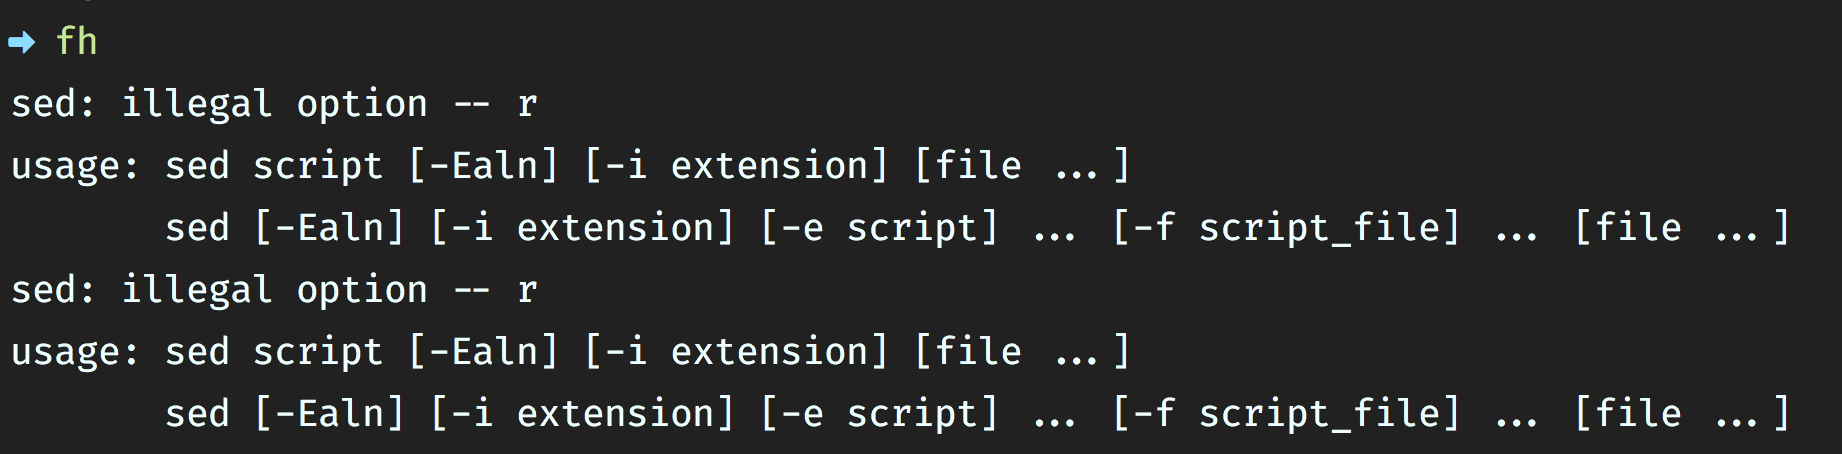 ➡ fh
sed: illegal option -- r
usage: sed script [-Ealn] [-i extension] [file ...]
       sed [-Ealn] [-i extension] [-e script] ... [-f script_file] ... [file ...]
sed: illegal option -- r
usage: sed script [-Ealn] [-i extension] [file ...]
       sed [-Ealn] [-i extension] [-e script] ... [-f script_file] ... [file ...]